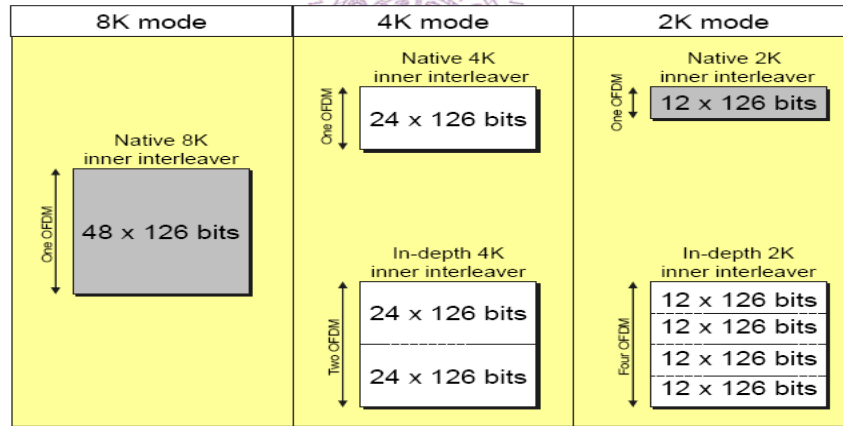 8K mode
4K mode
2K mode
Native 8K
inner interleaver
One OFDM
48 x 126 bits
Native 4K
inner interleaver
One OFDM
24 x 126 bits
In-depth 4K
inner interleaver
Two OFDM
24 x 126 bits
24 x 126 bits
Native 2K
inner interleaver
One OFDM
12 x 126 bits
In-depth 2K
inner interleaver
Four OFDM
12 x 126 bits
12 x 126 bits
12 x 126 bits
12 x 126 bits